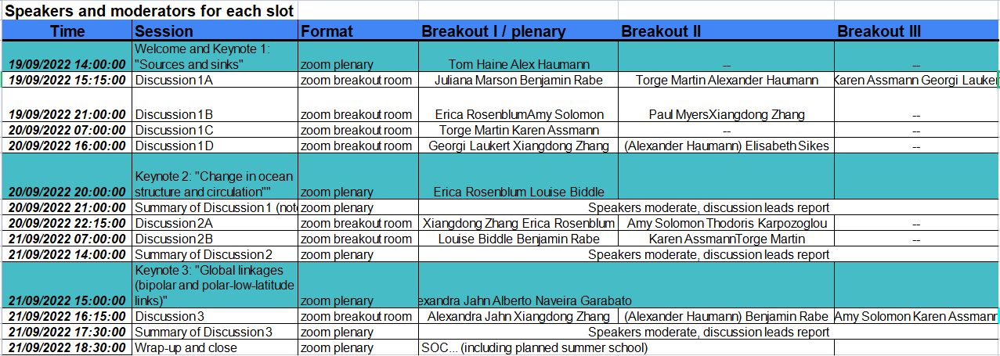 Speakers and moderators for each slot
Time Session Format Breakout I / plenary Breakout II Breakout III
Welcome and Keynote 1:
19/09/2022 14:00:00 "Sources and sinks" zoom plenary Tom Haine Alex Haumann -- --
19/09/2022 15:15:00 Discussion 1A zoom breakout room Juliana Marson Benjamin Rabe Torge Martin Alexander Haumann Karen Assmann Georgi Lauker
19/09/2022 21:00:00 Discussion 1B zoom breakout room Erica RosenblumAmy Solomon Paul MyersXiangdong Zhang --
20/09/2022 07:00:00 Discussion 1C zoom breakout room Torge Martin Karen Assmann -- --
20/09/2022 16:00:00 Discussion 1D zoom breakout room Georgi Laukert Xiangdong Zhang (Alexander Haumann) Elisabeth Sikes --
Keynote 2: "Change in ocean
20/09/2022 20:00:00 structure and circulation"" zoom plenary Erica Rosenblum Louise Biddle
20/09/2022 21:00:00 Summary of Discussion 1 (not zoom plenary Speakers moderate, discussion leads report
20/09/2022 22:15:00 Discussion 2A zoom breakout room Xiangdong Zhang Erica Rosenblum Amy Solomon Thodoris Karpozoglou --
21/09/2022 07:00:00 Discussion 2B zoom breakout room Louise Biddle Benjamin Rabe Karen AssmannTorge Martin --
21/09/2022 14:00:00 Summary of Discussion 2 zoom plenary Speakers moderate, discussion leads report
Keynote 3: "Global linkages
(bipolar and polar-low-latitude
21/09/2022 15:00:00 links)" zoom plenary exandra Jahn Alberto Naveira Garabato
21/09/2022 16:15:00 Discussion 3 zoom breakout room Alexandra Jahn Xiangdong Zhang (Alexander Haumann) Benjamin Rabe Amy Solomon Karen Assmann
21/09/2022 17:30:00 Summary of Discussion 3 zoom plenary Speakers moderate, discussion leads report
21/09/2022 18:30:00 Wrap-up and close zoom plenary SOC... (including planned summer school)